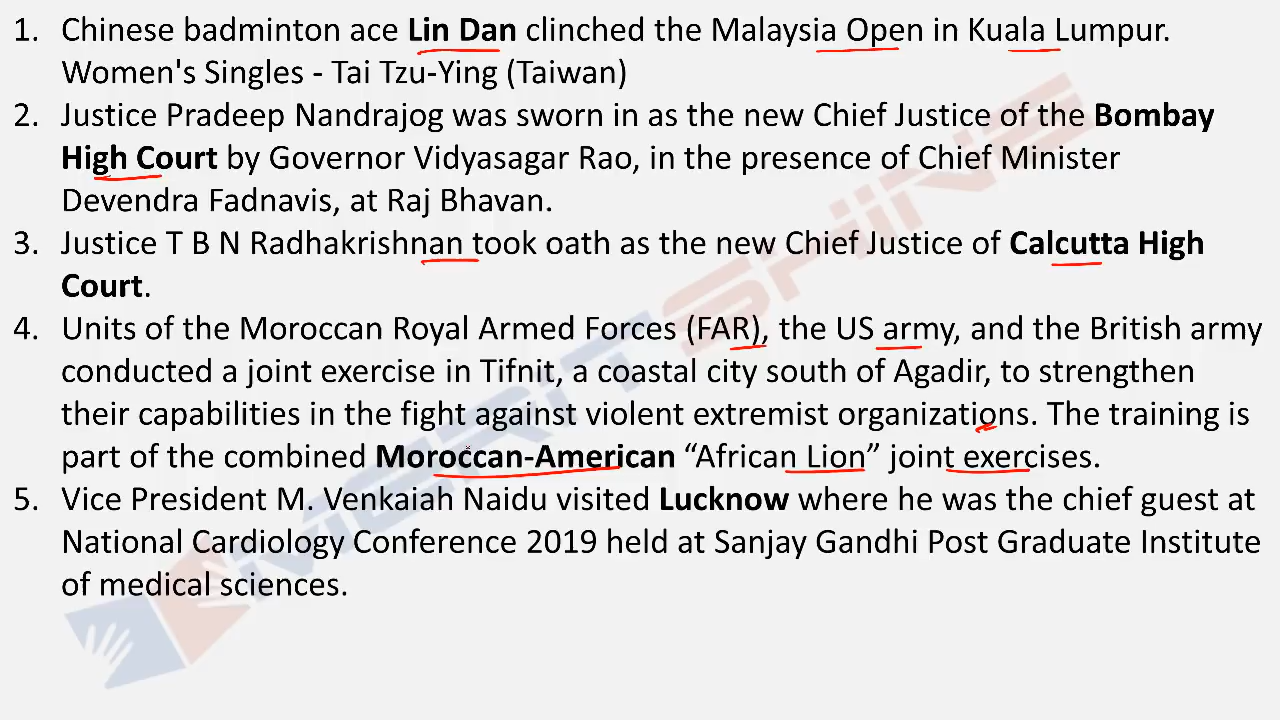 1. Chinese badminton ace Lin Dan clinched the Malaysia Open in Kuala Lumpur.
Women's Singles - Tai Tzu-Ying (Taiwan)
2. Justice Pradeep Nandrajog was sworn in as the new Chief Justice of the Bombay
High Court by Governor Vidyasagar Rao, in the presence of Chief Minister
Devendra Fadnavis, at Raj Bhavan.
3. Justice T B N Radhakrishnan took oath as the new Chief Justice of Calcutta High
Court.
4. Units of the Moroccan Royal Armed Forces (FAR), the US army, and the British army
conducted a joint exercise in Tifnit, a coastal city south of Agadir, to strengthen
their capabilities in the fight against violent extremist organizations. The training is
part of the combined Moroccan-American “African Lion” joint exercises.
5. Vice President M. Venkaiah Naidu visited Lucknow where he was the chief guest at
National Cardiology Conference 2019 held at Sanjay Gandhi Post Graduate Institute
of medical sciences.
MERIT SHINE